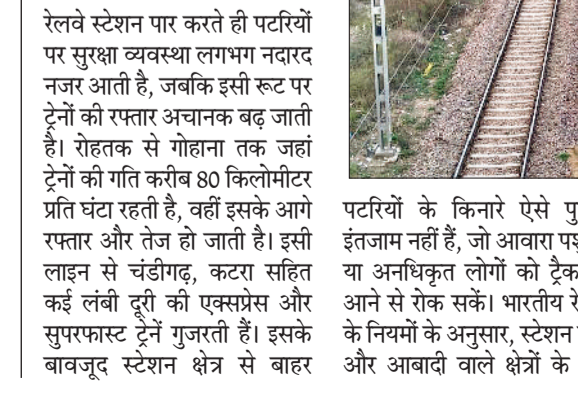 रेलवे स्टेशन पार करते ही पटरियों
पर सुरक्षा व्यवस्था लगभग नदारद
नजर आती है, जबकि इसी रूट पर
ट्रेनों की रफ्तार अचानक बढ़ जाती
है। रोहतक से गोहाना तक जहां
ट्रेनों की गति करीब 80 किलोमीटर
प्रति घंटा रहती है, वहीं इसके आगे
रफ्तार और तेज हो जाती है। इसी
लाइन से चंडीगढ़, कटरा सहित
कई लंबी दूरी की एक्सप्रेस और
सुपरफास्ट ट्रेनें गुजरती हैं। इसके
बावजूद स्टेशन क्षेत्र से बाहर
पटरियों के किनारे ऐसे
इंतजाम नहीं हैं, जो आवारा
या अनधिकृत लोगों को ट्रैक
आने से रोक सकें। भारतीय
के नियमों के अनुसार, स्टेशन
और आबादी वाले क्षेत्रों के